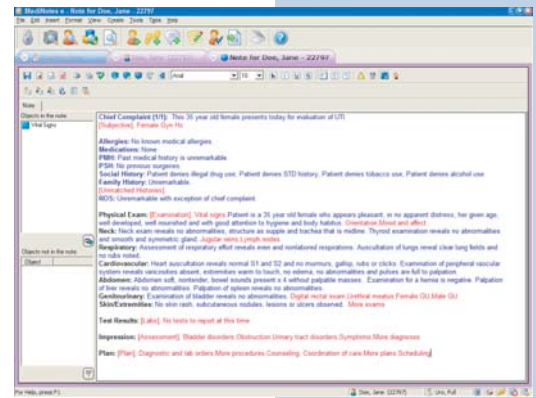 MediNotes e : Note for Doe, Jane - 22797
File Edit Insert Format View Create Tools Type Help
Note for Doe, Jane - 22797
Arial 10
Note
Objects in the note:
Vital Signs
Objects not in the note:
Object
Chief Complaint (1/1): This 35 year old female presents today for evaluation of UTI
[Subjective], Female Gyn Hx
Allergies: No known medical allergies.
Medications: None
PMH: Past medical history is unremarkable.
PSH: No previous surgeries.
Social History: Patient denies illegal drug use. Patient denies STD history. Patient denies tobacco use. Patient denies alcohol use.
Family History: Unremarkable.
[Unmatched Histories]
ROS: Unremarkable with exception of chief complaint.
Physical Exam: [Examination]. Vital signs Patient is a 35 year old female who appears pleasant, in no apparent distress, her given age,
well developed, well nourished and with good attention to hygiene and body habitus. Orientation,Mood and affect
Neck: Neck exam reveals no abnormalities, structure as supple and trachea that is midline. Thyroid examination reveals no abnormalities
and smooth and symmetric gland. Jugular veins,Lymph nodes
Respiratory: Assessment of respiratory effort reveals even and nonlabored respirations. Auscultation of lungs reveal clear lung fields and
no rubs noted.
Cardiovascular: Heart auscultation reveals normal S1 and S2 and no murmurs, gallop, rubs or clicks. Examination of peripheral vascular
system reveals varicosities absent, extremities warm to touch, no edema, no abnormalities and pulses are full to palpation.
Abdomen: Abdomen soft, nontender, bowel sounds present x 4 without palpable masses. Examination for a hernia is negative. Palpation
of liver reveals no abnormalities. Palpation of spleen reveals no abnormalities.
Genitourinary: Examination of bladder reveals no abnormalities. Digital rectal exam,Urethral meatus,Female GU,Male GU
Skin/Extremities: No skin rash, subcutaneous nodules, lesions or ulcers observed. More exams
Test Results: [Labs], No tests to report at this time
Impression: [Assessment]. Bladder disorders,Obstruction,Urinary tract disorders,Symptoms,More diagnoses
Plan: [Plan]. Diagnostic and lab orders,More procedures,Counseling, Coordination of care,More plans,Scheduling
For Help, press F1
Doe, Jane (22797)